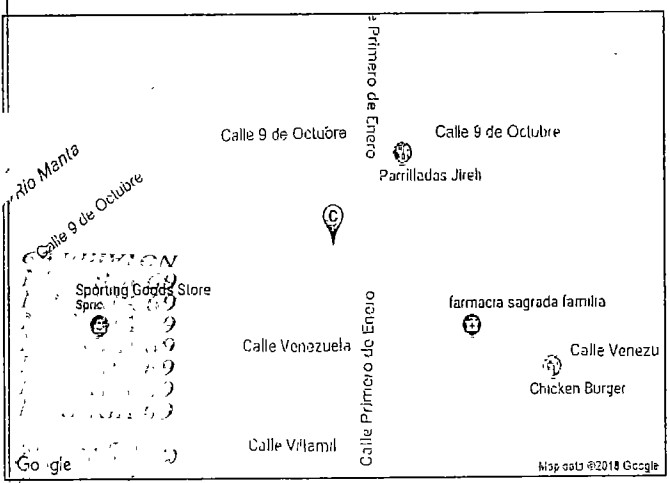 Primero de Enero
Calle 9 de Octubre
Calle 9 de Octubre
Parrilladas Jireh
Río Manta
Calle 9 de Octubre
C
Sporting Goods Store
farmacia sagrada familia
Calle Venezuela
Calle Primero de Enero
Calle Venezu
Chicken Burger
Calle Villamil
Google
Map data ©2018 Google